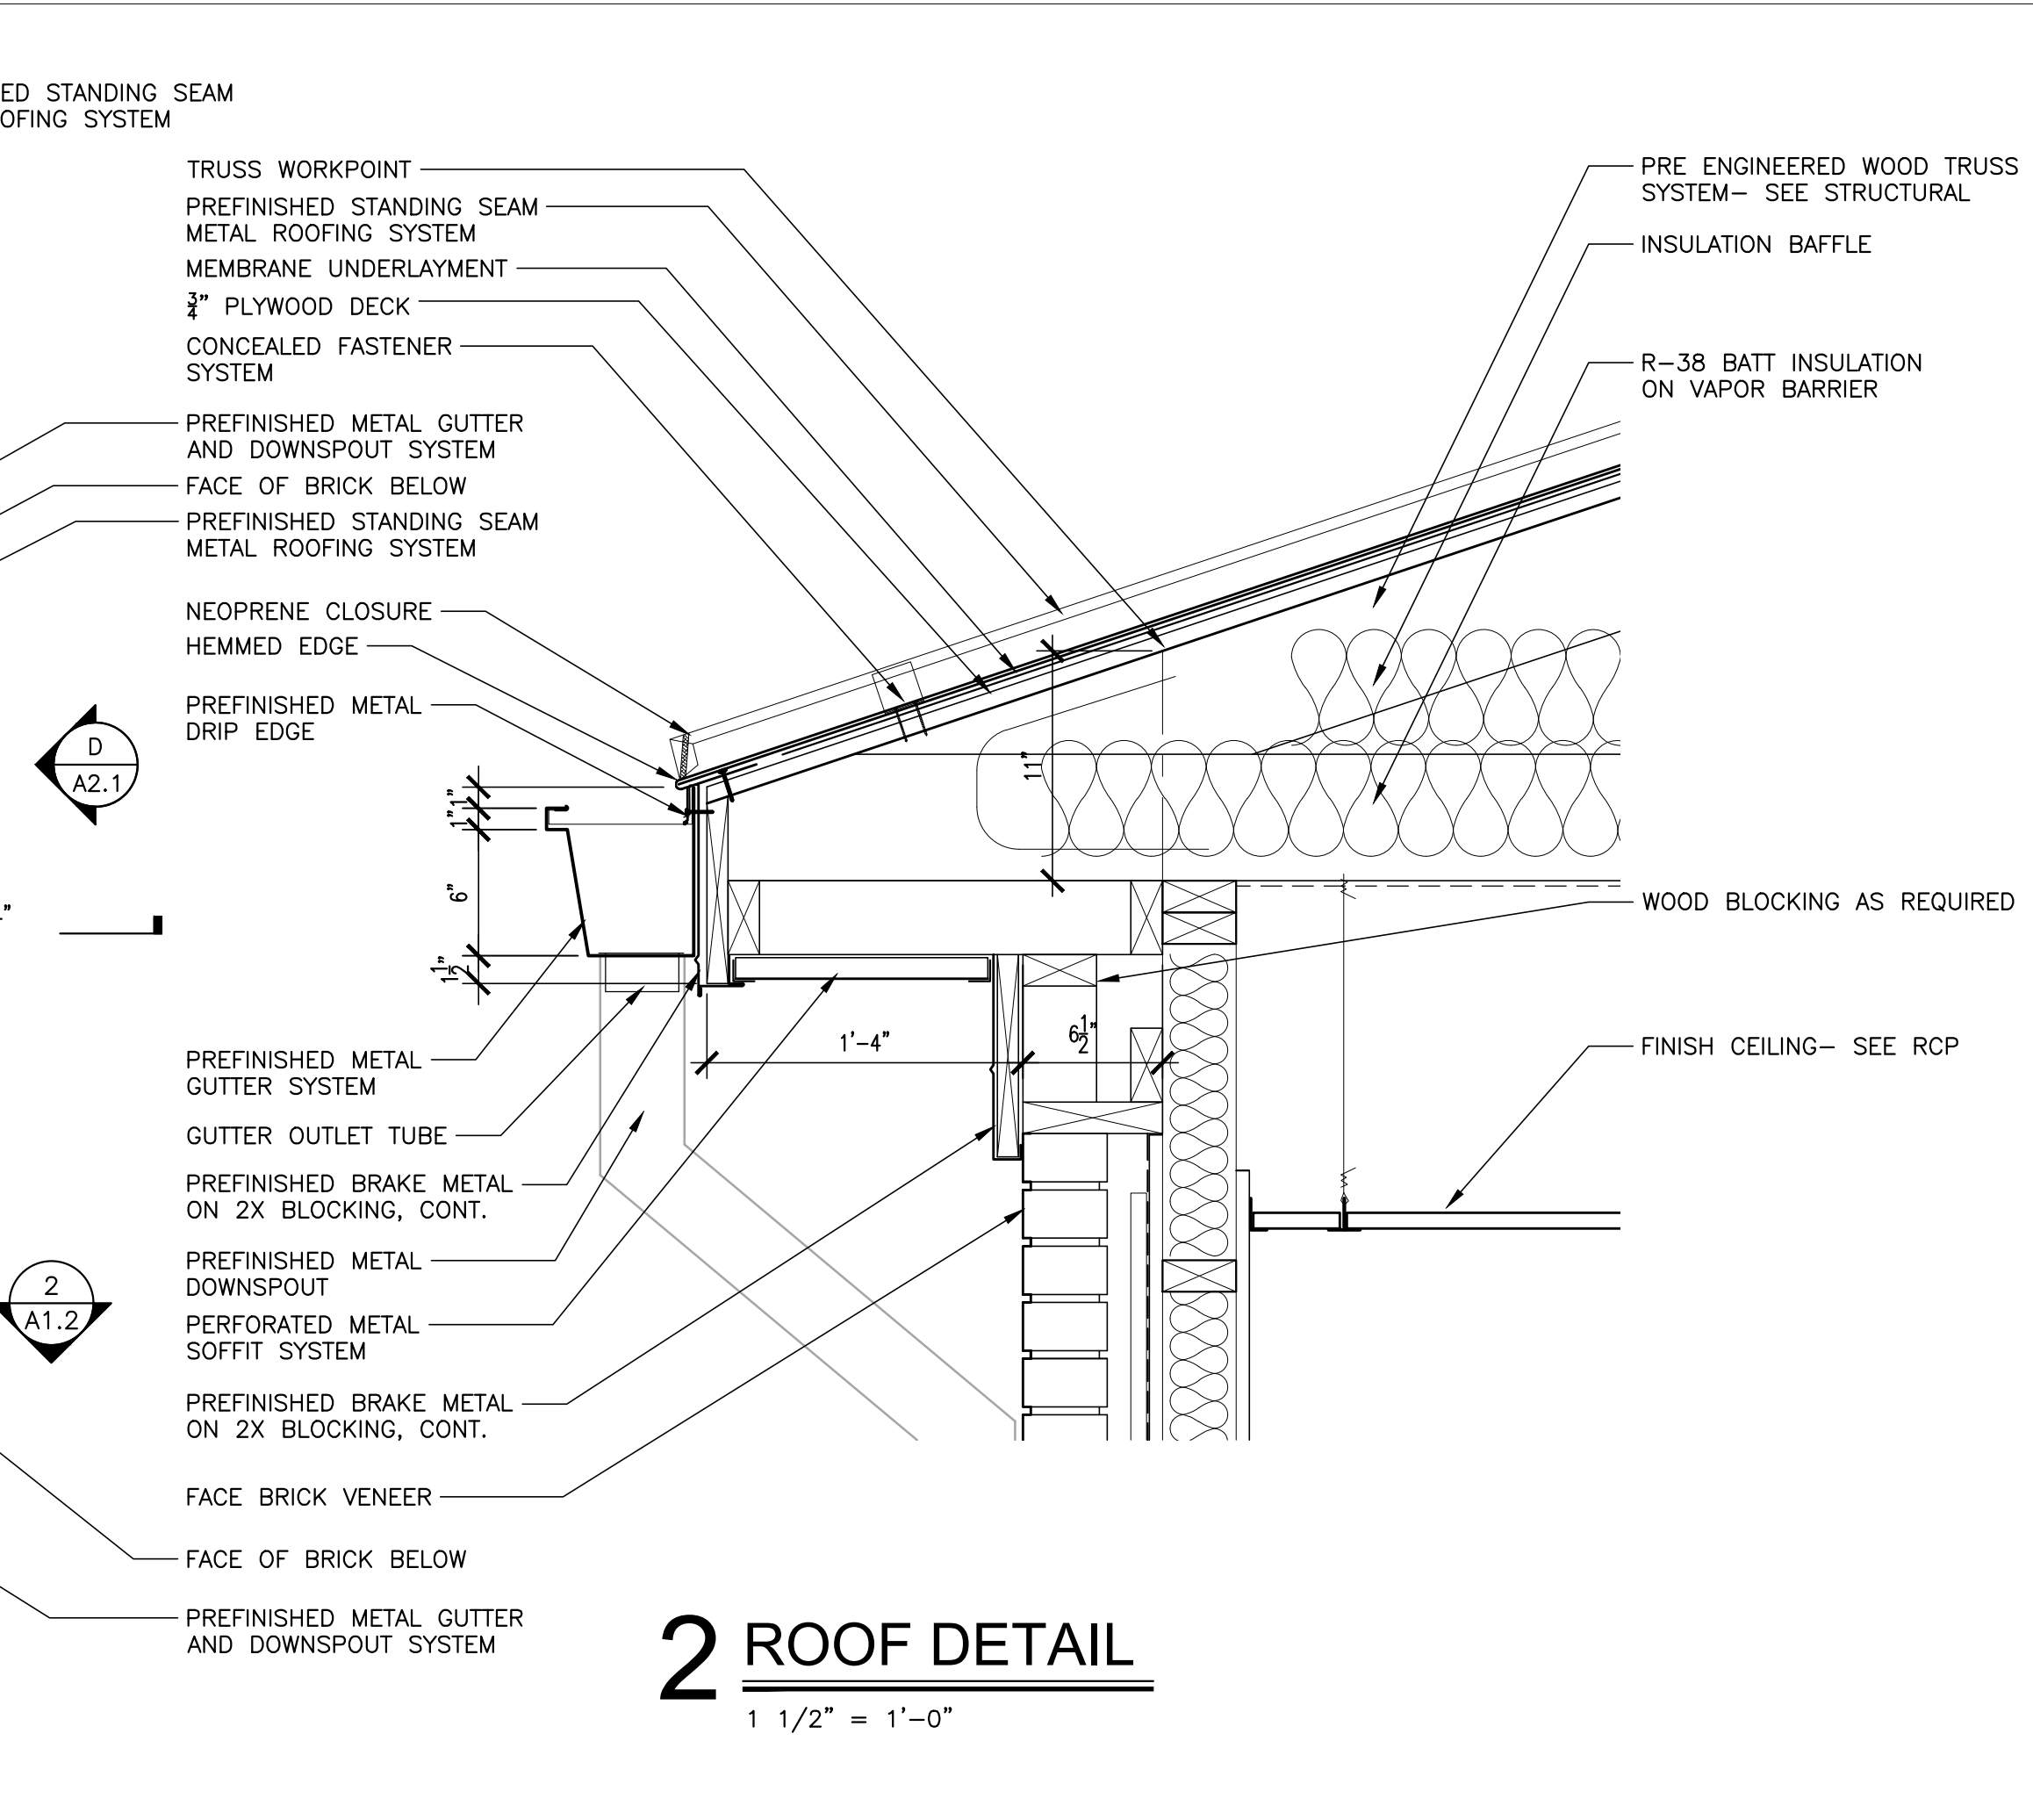 ED STANDING SEAM
OFING SYSTEM
TRUSS WORKPOINT
PREFINISHED STANDING SEAM
METAL ROOFING SYSTEM
MEMBRANE UNDERLAYMENT
3/4" PLYWOOD DECK
CONCEALED FASTENER
SYSTEM
PREFINISHED METAL GUTTER
AND DOWNSPOUT SYSTEM
FACE OF BRICK BELOW
PREFINISHED STANDING SEAM
METAL ROOFING SYSTEM
NEOPRENE CLOSURE
HEMMED EDGE
PREFINISHED METAL
DRIP EDGE
D
A2.1
PREFINISHED METAL
GUTTER SYSTEM
GUTTER OUTLET TUBE
PREFINISHED BRAKE METAL
ON 2X BLOCKING, CONT.
PREFINISHED METAL
DOWNSPOUT
2
A1.2
PERFORATED METAL
SOFFIT SYSTEM
PREFINISHED BRAKE METAL
ON 2X BLOCKING, CONT.
FACE BRICK VENEER
FACE OF BRICK BELOW
PREFINISHED METAL GUTTER
AND DOWNSPOUT SYSTEM
1"
1"
6"
1 1/2"
11"
1'-4"
6 1/2"
PRE ENGINEERED WOOD TRUSS
SYSTEM- SEE STRUCTURAL
INSULATION BAFFLE
R-38 BATT INSULATION
ON VAPOR BARRIER
WOOD BLOCKING AS REQUIRED
FINISH CEILING- SEE RCP
2 ROOF DETAIL
1 1/2" = 1'-0"